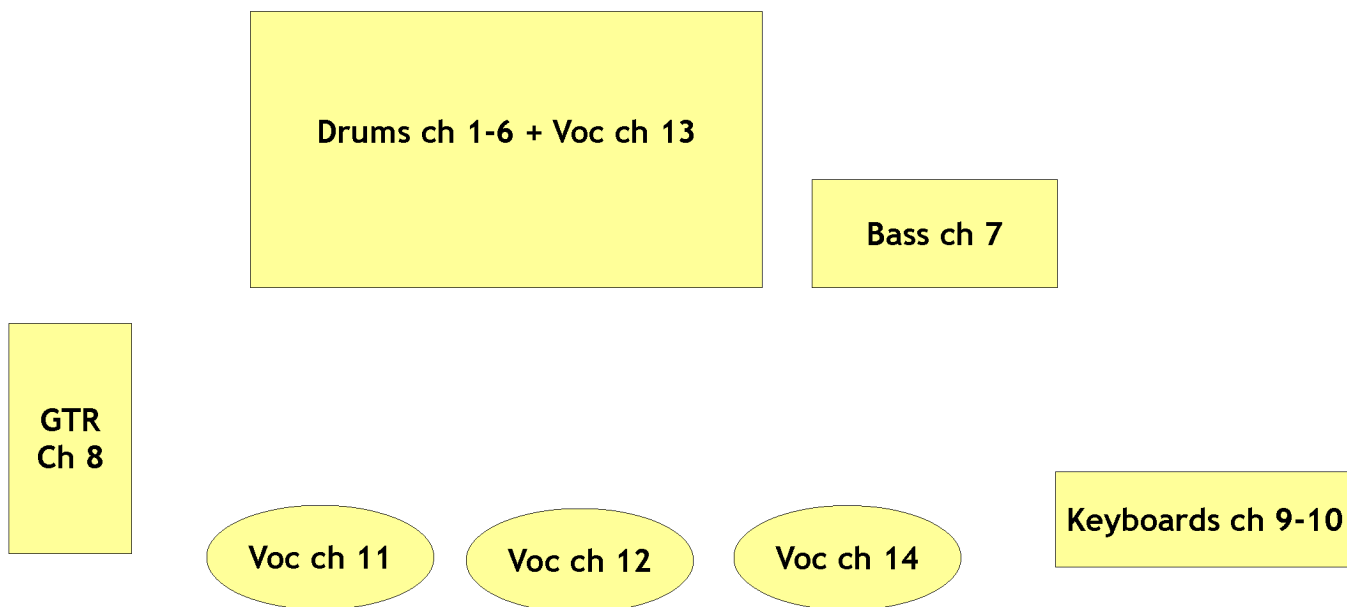 Drums ch 1-6 + Voc ch 13
Bass ch 7
GTR
Ch 8
Keyboards ch 9-10
Voc ch 11
Voc ch 12
Voc ch 14